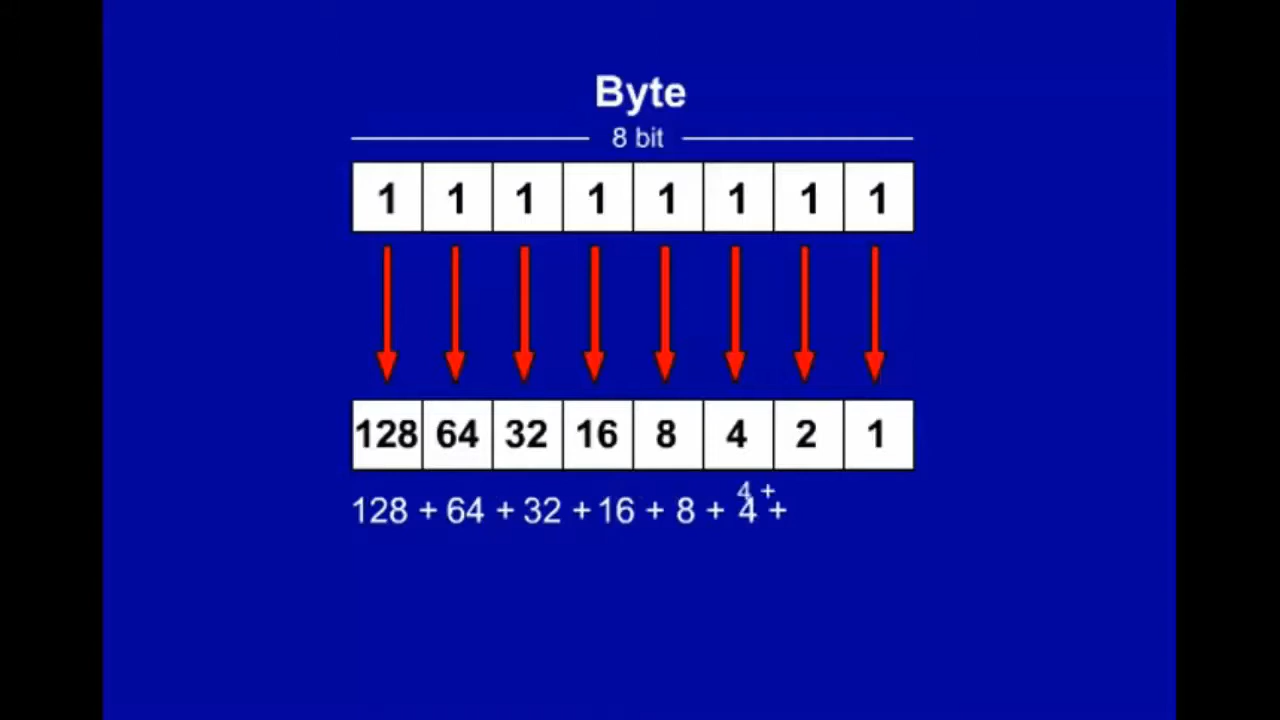 Byte
8 bit
1 1 1 1 1 1 1 1
128 64 32 16 8 4 2 1
4 +
128 + 64 + 32 + 16 + 8 + 4 +